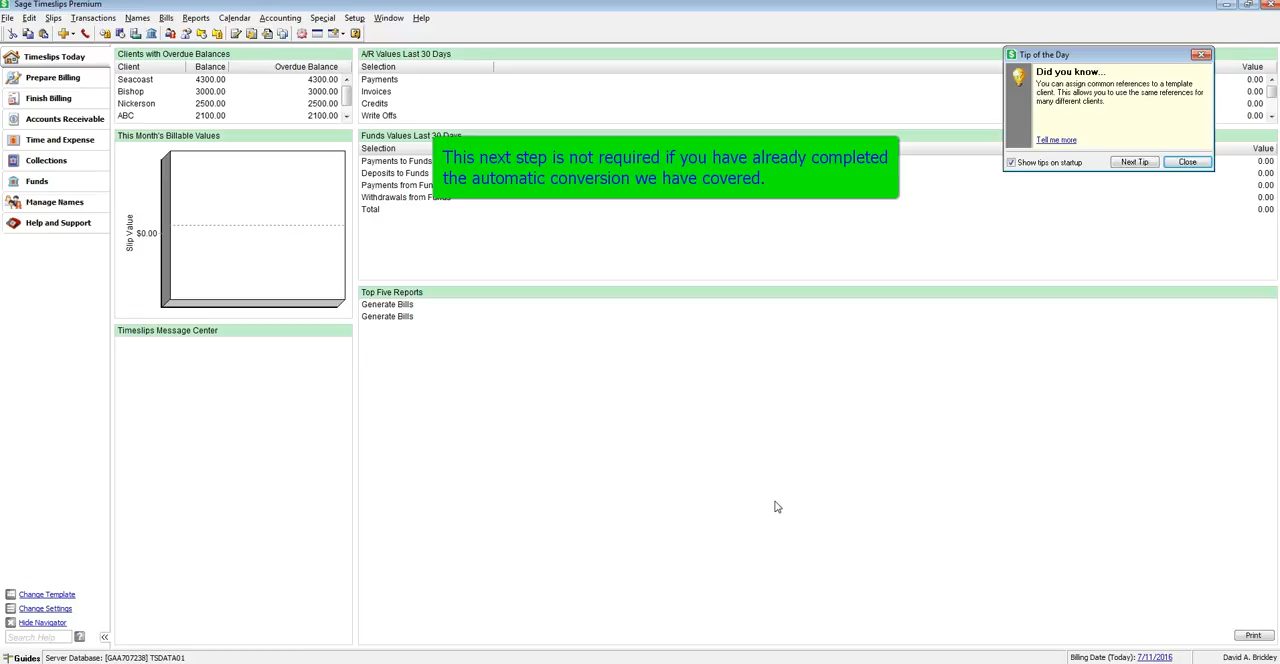 Sage Timeslips Premium
File Edit Slips Transactions Names Bills Reports Calendar Accounting Special Setup Window Help
Timeslips Today
Prepare Billing
Finish Billing
Accounts Receivable
Time and Expense
Collections
Funds
Manage Names
Help and Support
Change Template
Change Settings
Hide Navigator
Search Help
Clients with Overdue Balances
Client Balance Overdue Balance
Seacoast 4300.00 4300.00
Bishop 3000.00 3000.00
Nickerson 2500.00 2500.00
ABC 2100.00 2100.00
This Month's Billable Values
Slip Value
$0.00
Timeslips Message Center
A/R Values Last 30 Days
Selection Value
Payments 0.00
Invoices 0.00
Credits 0.00
Write Offs 0.00
Funds Values Last 30 Days
Selection Value
Payments to Funds 0.00
Deposits to Funds 0.00
Payments from Fun 0.00
Withdrawals from Funds 0.00
Total 0.00
This next step is not required if you have already completed
the automatic conversion we have covered.
Top Five Reports
Generate Bills
Generate Bills
Print
Tip of the Day
Did you know...
You can assign common references to a template
client. This allows you to use the same references for
many different clients.
Tell me more
Show tips on startup Next Tip Close
Guides Server Database: [GAA707238] TSDATA01 Billing Date (Today): 7/11/2016 David A. Brickley